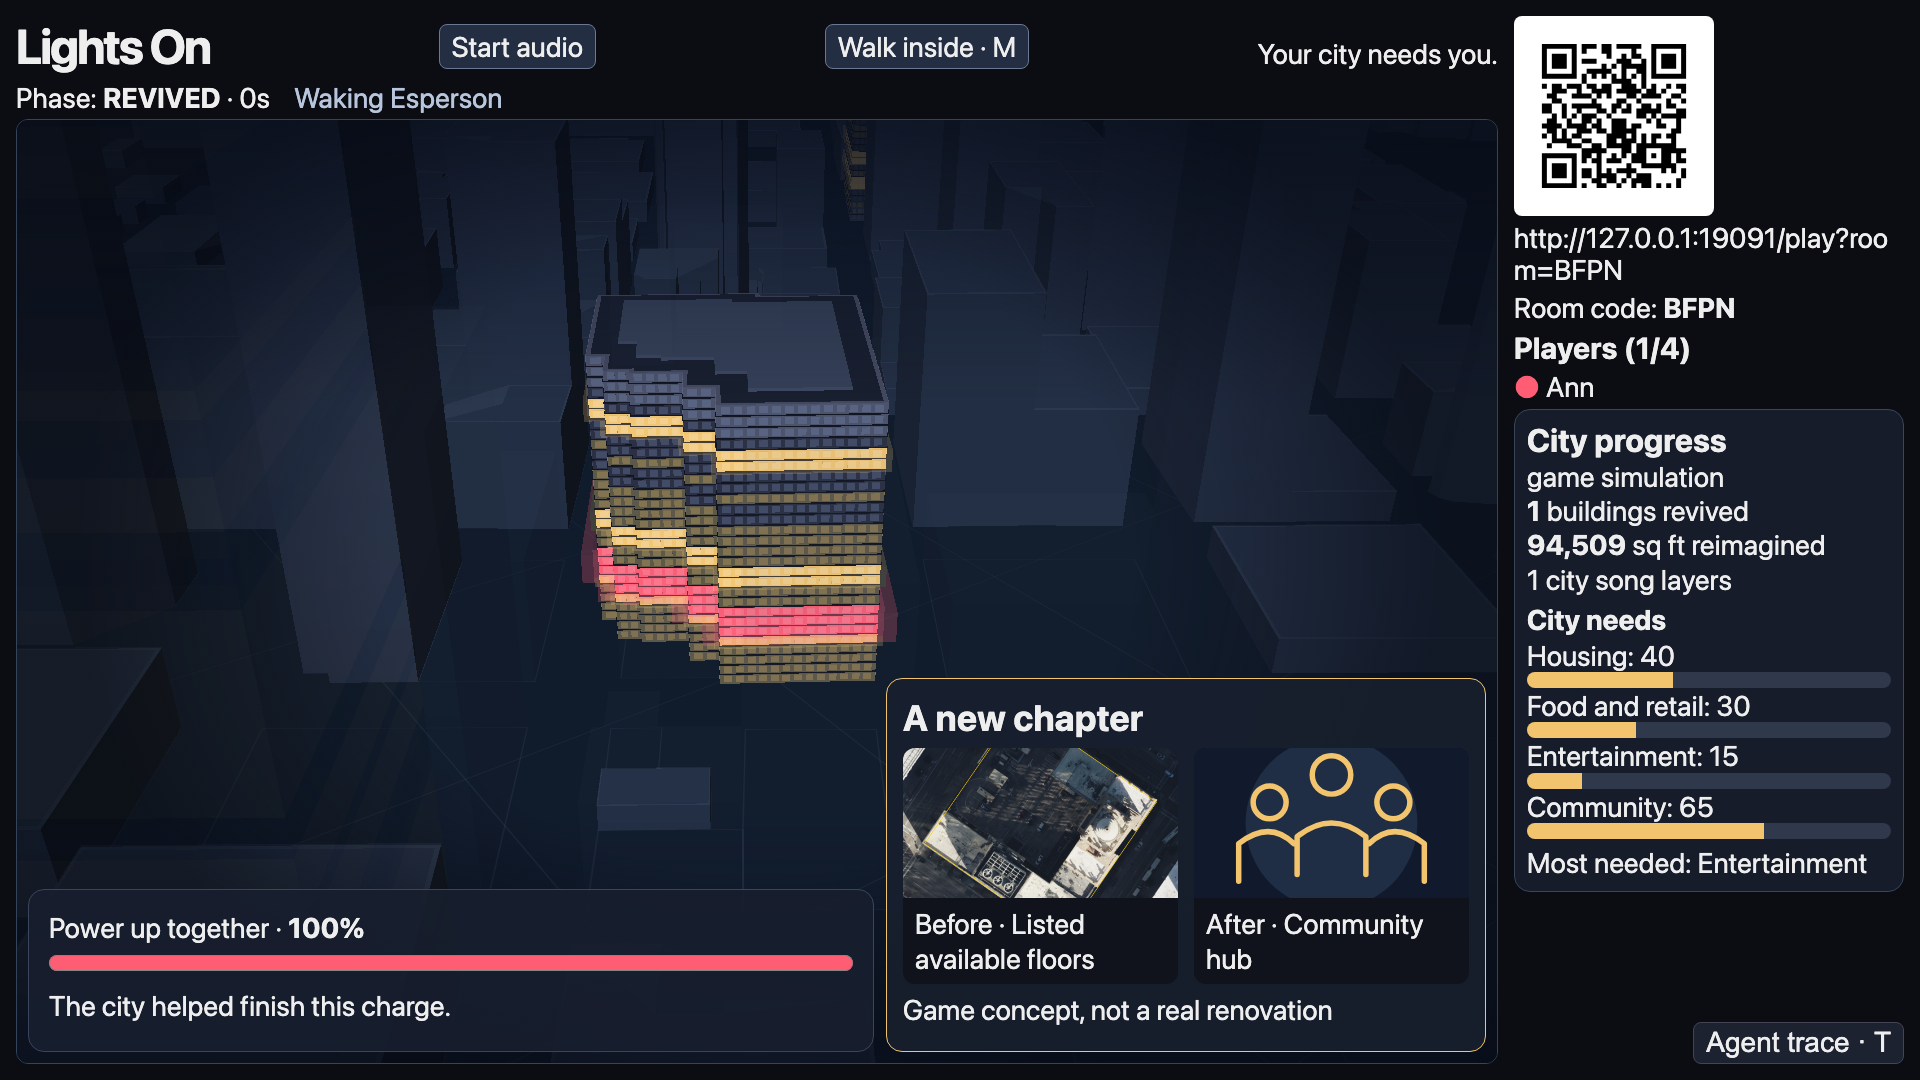 Lights On
Start audio
Walk inside · M
Your city needs you.
Phase: REVIVED · 0s Waking Esperson
http://127.0.0.1:19091/play?roo
m=BFPN
Room code: BFPN
Players (1/4)
Ann
City progress
game simulation
1 buildings revived
94,509 sq ft reimagined
1 city song layers
City needs
Housing: 40
Food and retail: 30
Entertainment: 15
Community: 65
Most needed: Entertainment
Power up together · 100%
The city helped finish this charge.
A new chapter
Before · Listed
available floors
After · Community
hub
Game concept, not a real renovation
Agent trace · T